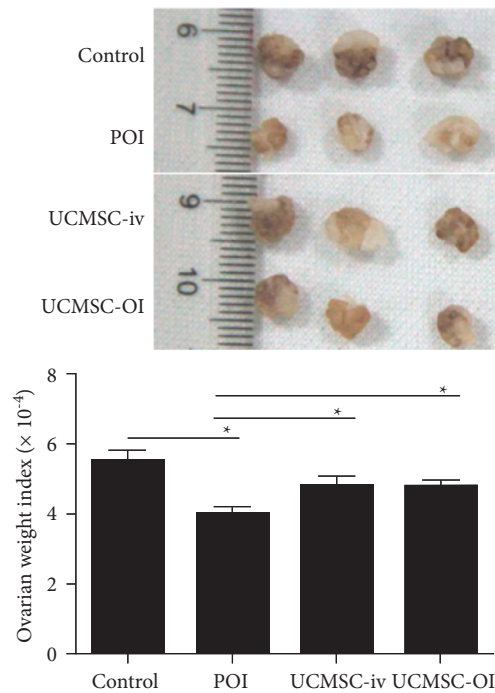 Control
6
7
POI
UCMSC-iv
9
10
UCMSC-OI
Ovarian weight index (× 10⁻⁴)
8
6
4
2
0
*
*
*
Control POI UCMSC-iv UCMSC-OI